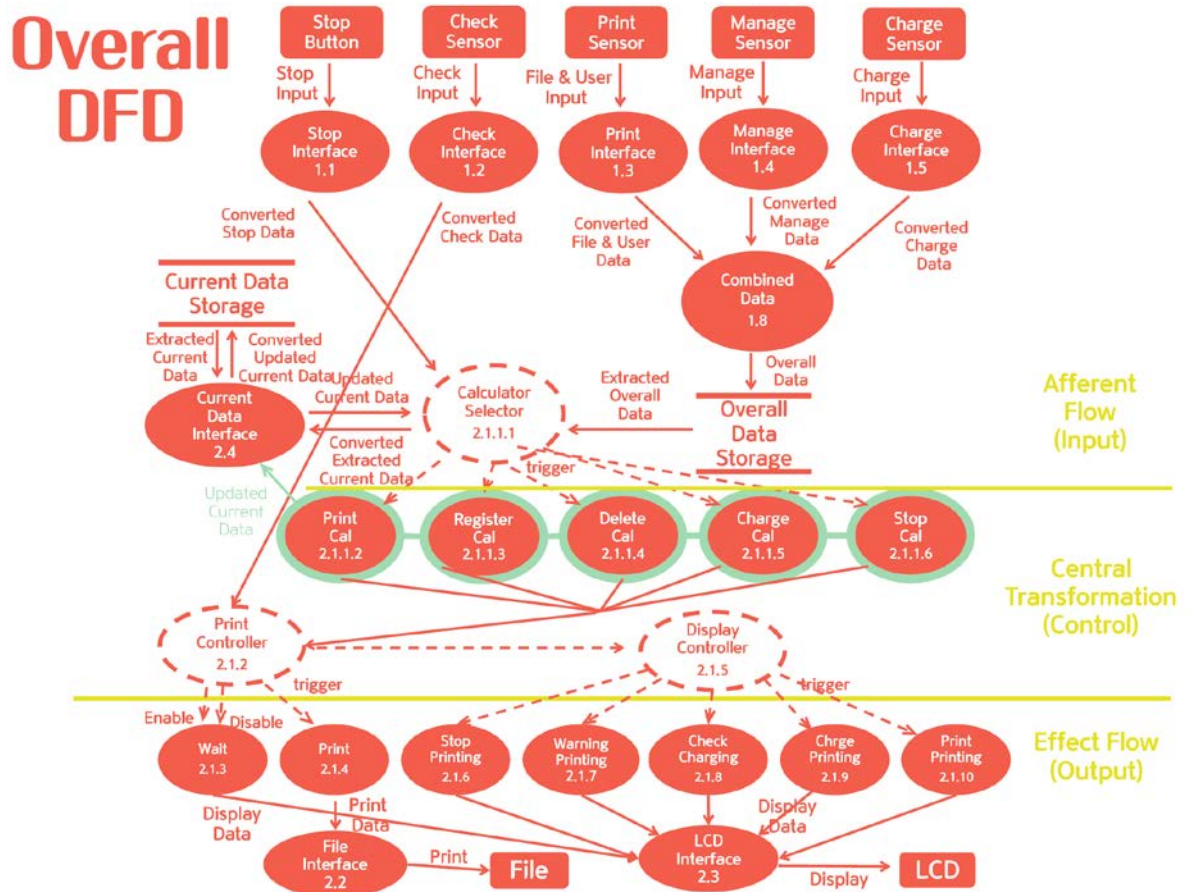 Overall
DFD
Stop
Button
Check
Sensor
Print
Sensor
Manage
Sensor
Charge
Sensor
Stop
Input
Check
Input
File & User
Input
Manage
Input
Charge
Input
Stop
Interface
1.1
Check
Interface
1.2
Print
Interface
1.3
Manage
Interface
1.4
Charge
Interface
1.5
Converted
Stop Data
Converted
Check Data
Converted
File & User
Data
Converted
Manage
Data
Converted
Charge
Data
Combined
Data
1.8
Current Data
Storage
Extracted
Current
Data
Converted
Updated
Current Data
Updated
Current Data
Current
Data
Interface
2.4
Calculator
Selector
2.1.1.1
Extracted
Overall
Data
Overall
Data
Overall
Data
Storage
Converted
Extracted
Current Data
trigger
Afferent
Flow
(Input)
Updated
Current
Data
Print
Cal
2.1.1.2
Register
Cal
2.1.1.3
Delete
Cal
2.1.1.4
Charge
Cal
2.1.1.5
Stop
Cal
2.1.1.6
Central
Transformation
(Control)
Print
Controller
2.1.2
Display
Controller
2.1.5
trigger
trigger
Enable
Disable
Wait
2.1.3
Print
2.1.4
Stop
Printing
2.1.6
Warning
Printing
2.1.7
Check
Charging
2.1.8
Chrge
Printing
2.1.9
Print
Printing
2.1.10
Effect Flow
(Output)
Display
Data
Print
Data
Display
Data
File
Interface
2.2
Print
File
LCD
Interface
2.3
Display
LCD